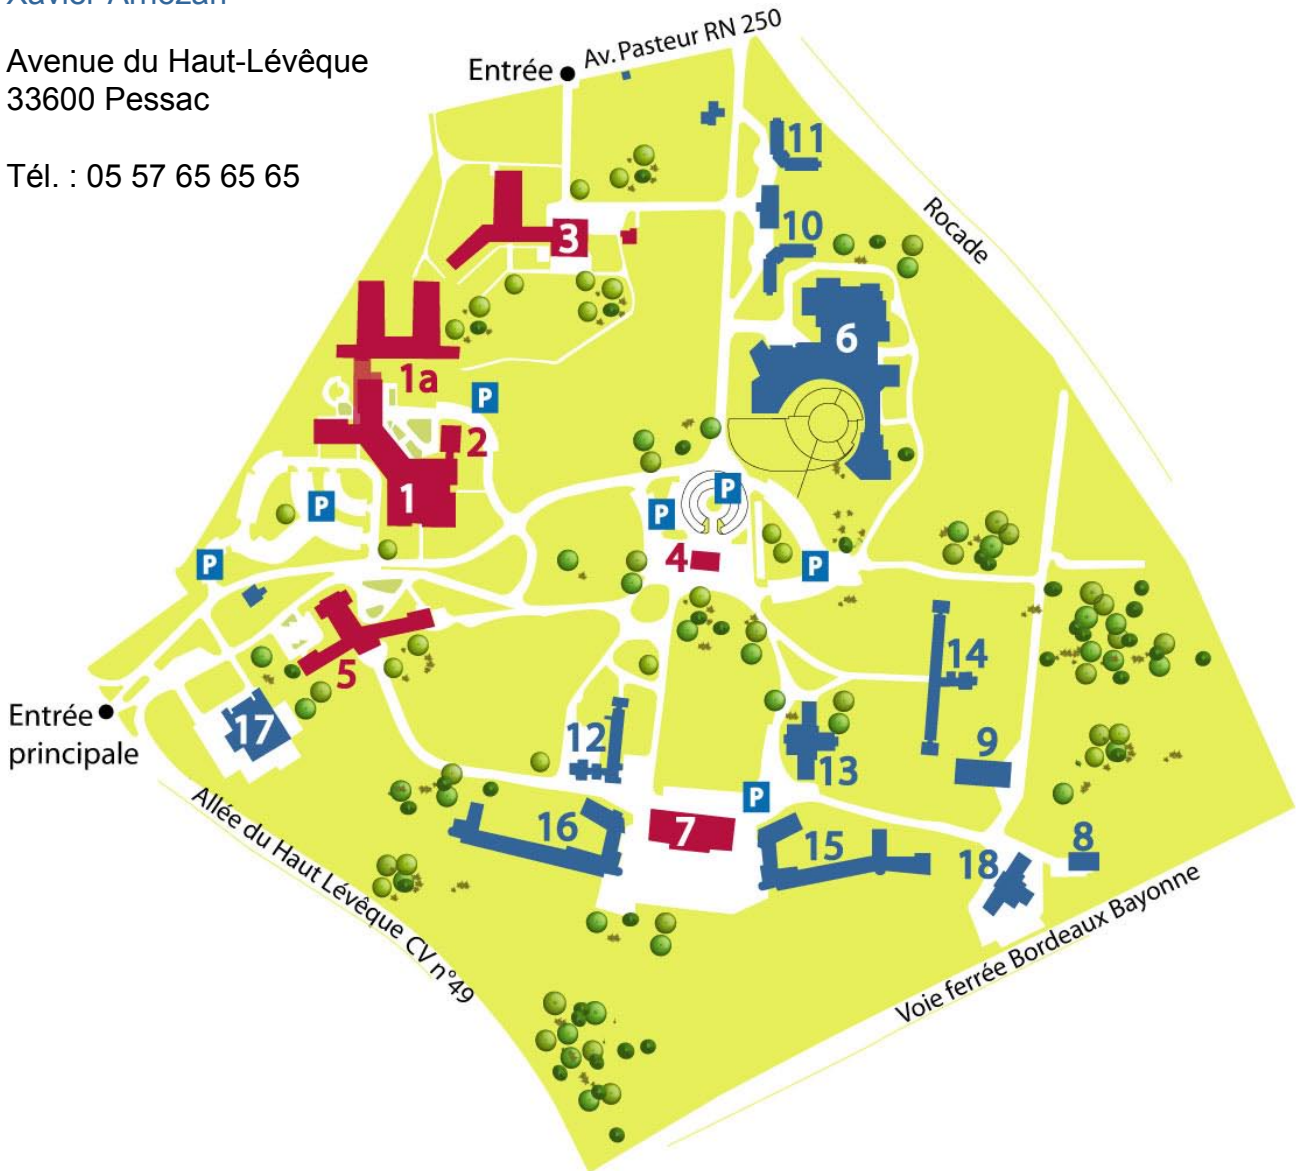 Xavier Arnozan
Avenue du Haut-Lévêque
33600 Pessac
Tél. : 05 57 65 65 65
Entrée
Av. Pasteur RN 250
11
Rocade
10
3
6
1a
P
2
1
P
P
P
P
4
P
14
5
Entrée
principale
17
12
9
13
P
Allée du Haut Lévêque CV n°49
16
7
15
8
18
Voie ferrée Bordeaux Bayonne